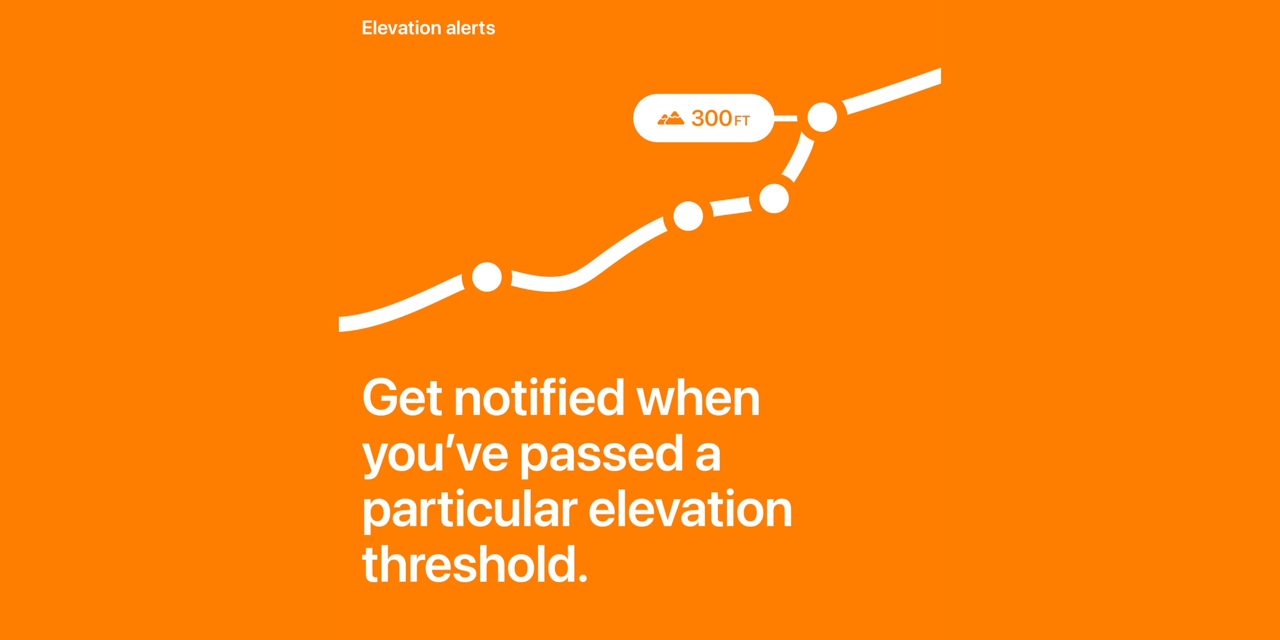 Elevation alerts
300FT
Get notified when
you’ve passed a
particular elevation
threshold.